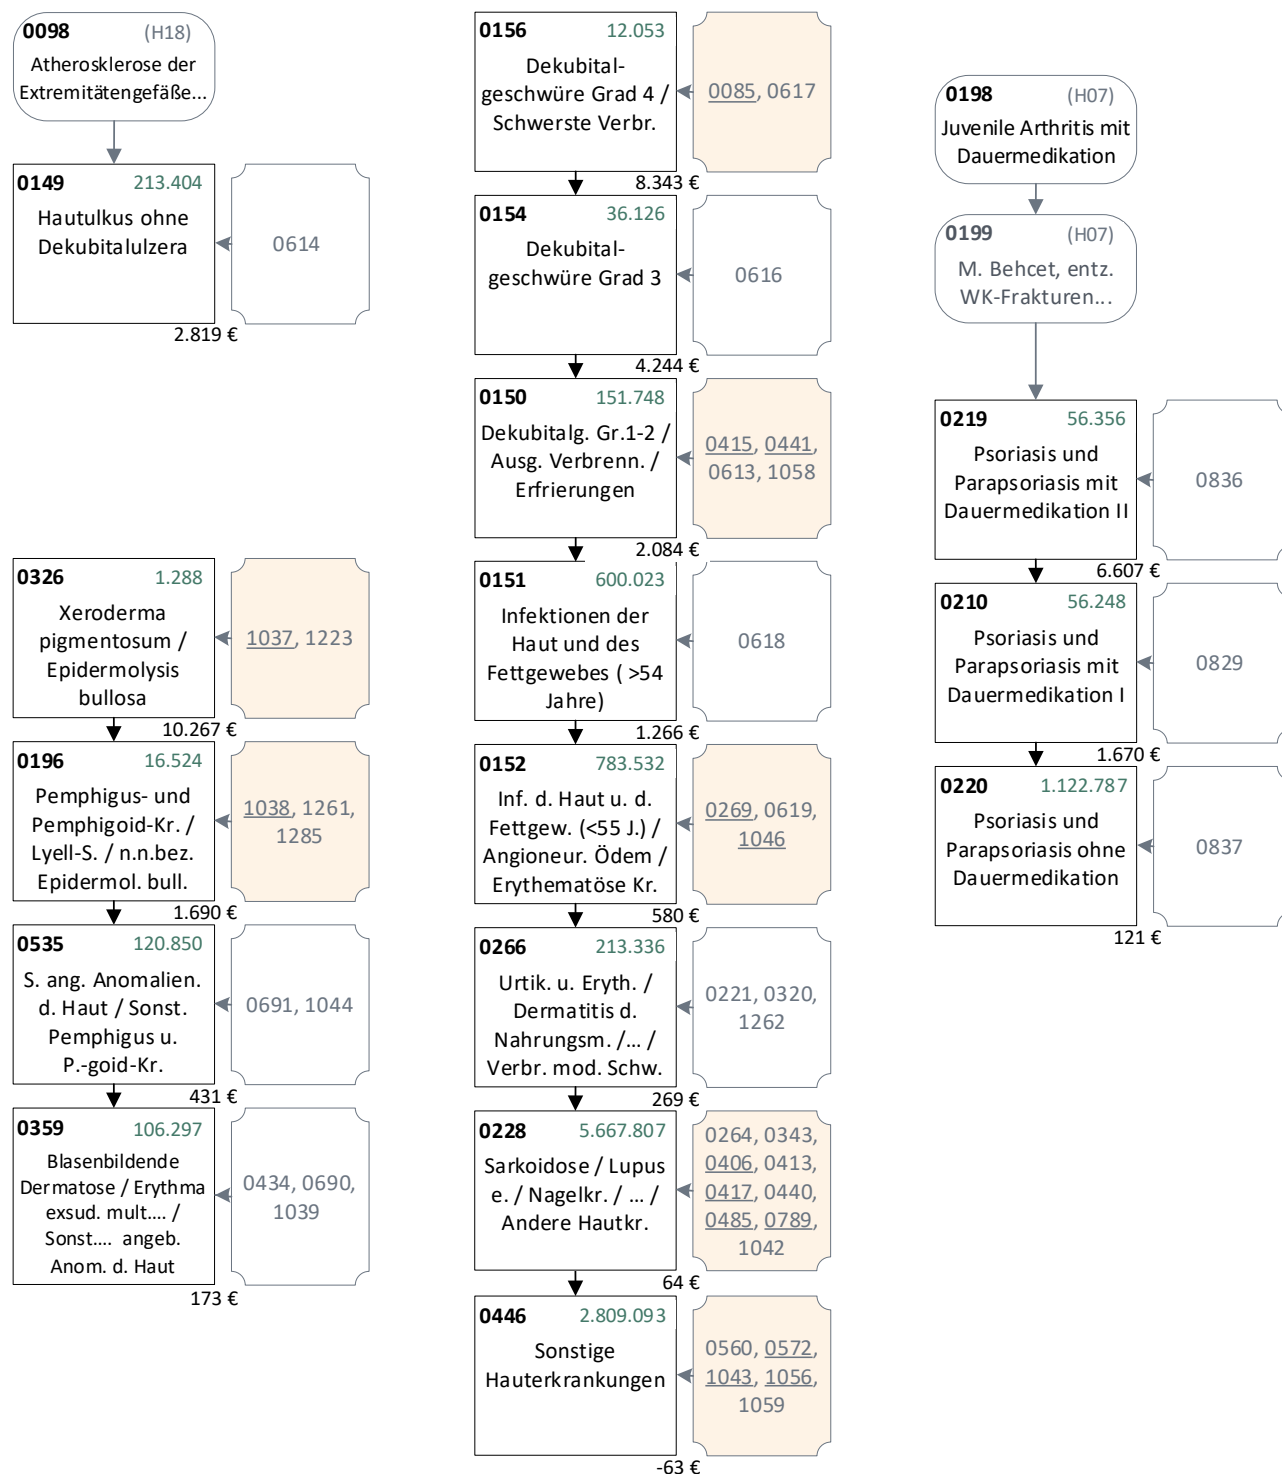 0098 (H18)
Atherosklerose der
Extremitätengefäße...
0149 213.404
Hautulkus ohne
Dekubitalulzera
0614
2.819 €
0326 1.288
Xeroderma
pigmentosum /
Epidermolysis
bullosa
1037, 1223
10.267 €
0196 16.524
Pemphigus- und
Pemphigoid-Kr. /
Lyell-S. / n.n.bez.
Epidermol. bull.
1038, 1261,
1285
1.690 €
0535 120.850
S. ang. Anomalien.
d. Haut / Sonst.
Pemphigus u.
P.-goid-Kr.
0691, 1044
431 €
0359 106.297
Blasenbildende
Dermatose / Erythma
exsud. mult.... /
Sonst.... angeb.
Anom. d. Haut
0434, 0690,
1039
173 €
0156 12.053
Dekubital-
geschwüre Grad 4 /
Schwerste Verbr.
0085, 0617
8.343 €
0154 36.126
Dekubital-
geschwüre Grad 3
0616
4.244 €
0150 151.748
Dekubitalg. Gr.1-2 /
Ausg. Verbrenn. /
Erfrierungen
0415, 0441,
0613, 1058
2.084 €
0151 600.023
Infektionen der
Haut und des
Fettgewebes ( >54
Jahre)
0618
1.266 €
0152 783.532
Inf. d. Haut u. d.
Fettgew. (<55 J.) /
Angioneur. Ödem /
Erythematöse Kr.
0269, 0619,
1046
580 €
0266 213.336
Urtik. u. Eryth. /
Dermatitis d.
Nahrungsm. /... /
Verbr. mod. Schw.
0221, 0320,
1262
269 €
0228 5.667.807
Sarkoidose / Lupus
e. / Nagelkr. / ... /
Andere Hautkr.
0264, 0343,
0406, 0413,
0417, 0440,
0485, 0789,
1042
64 €
0446 2.809.093
Sonstige
Hauterkrankungen
0560, 0572,
1043, 1056,
1059
-63 €
0198 (H07)
Juvenile Arthritis mit
Dauermedikation
0199 (H07)
M. Behcet, entz.
WK-Frakturen...
0219 56.356
Psoriasis und
Parapsoriasis mit
Dauermedikation II
0836
6.607 €
0210 56.248
Psoriasis und
Parapsoriasis mit
Dauermedikation I
0829
1.670 €
0220 1.122.787
Psoriasis und
Parapsoriasis ohne
Dauermedikation
0837
121 €